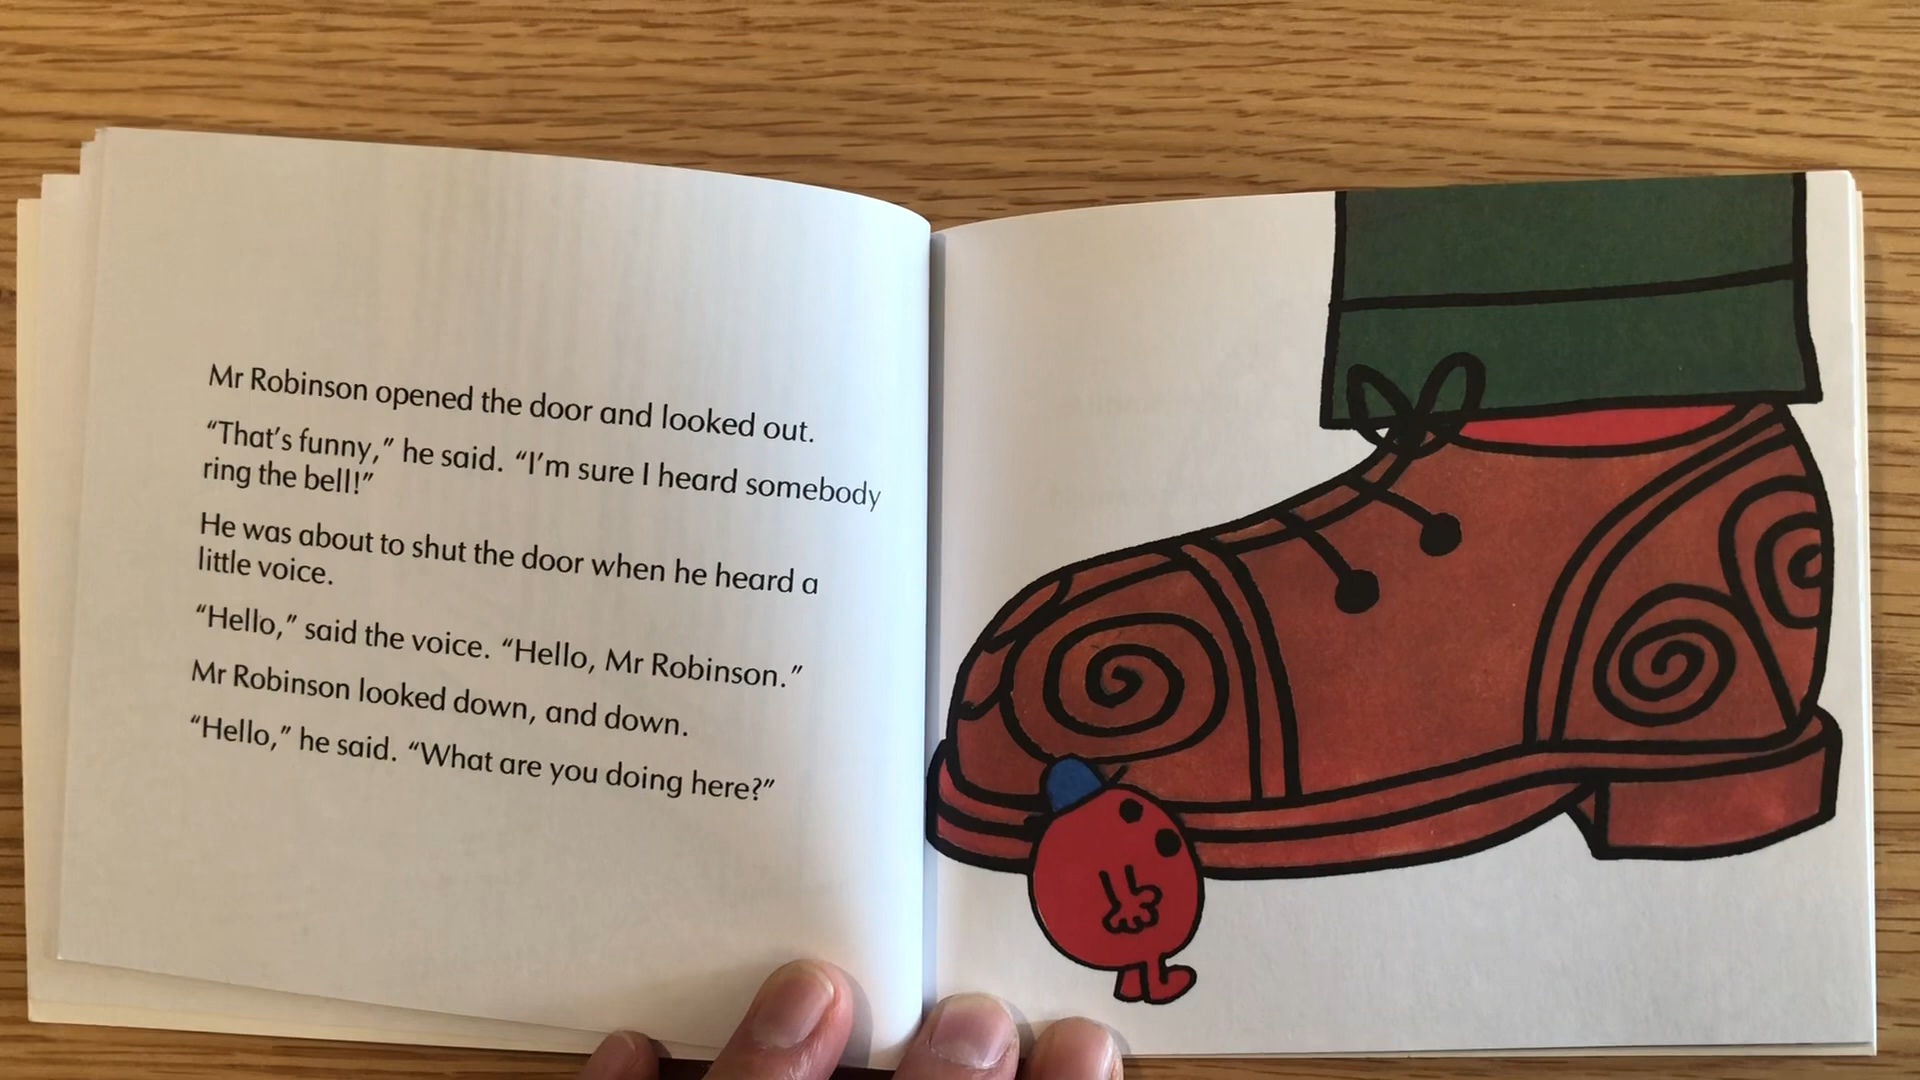 Mr Robinson opened the door and looked out.
“That’s funny,” he said. “I’m sure I heard somebody
ring the bell!”
He was about to shut the door when he heard a
little voice.
“Hello,” said the voice. “Hello, Mr Robinson.”
Mr Robinson looked down, and down.
“Hello,” he said. “What are you doing here?”